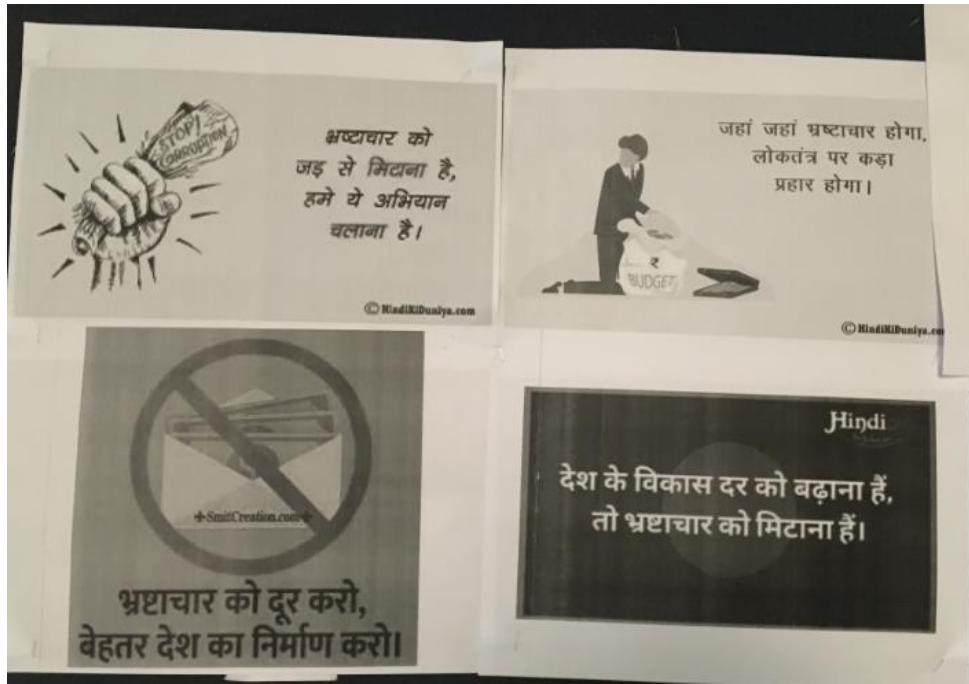 STOP!
CORRUPTION
भ्रष्टाचार को
जड़ से मिटाना है,
हमे ये अभियान
चलाना है।
© HindiKiDuniya.com
जहां जहां भ्रष्टाचार होगा,
लोकतंत्र पर कड़ा
प्रहार होगा।
₹
BUDGET
© HindiKiDuniya.co
SmitCreation.com
भ्रष्टाचार को दूर करो,
वेहतर देश का निर्माण करो।
Hindi
देश के विकास दर को बढ़ाना हैं,
तो भ्रष्टाचार को मिटाना हैं।